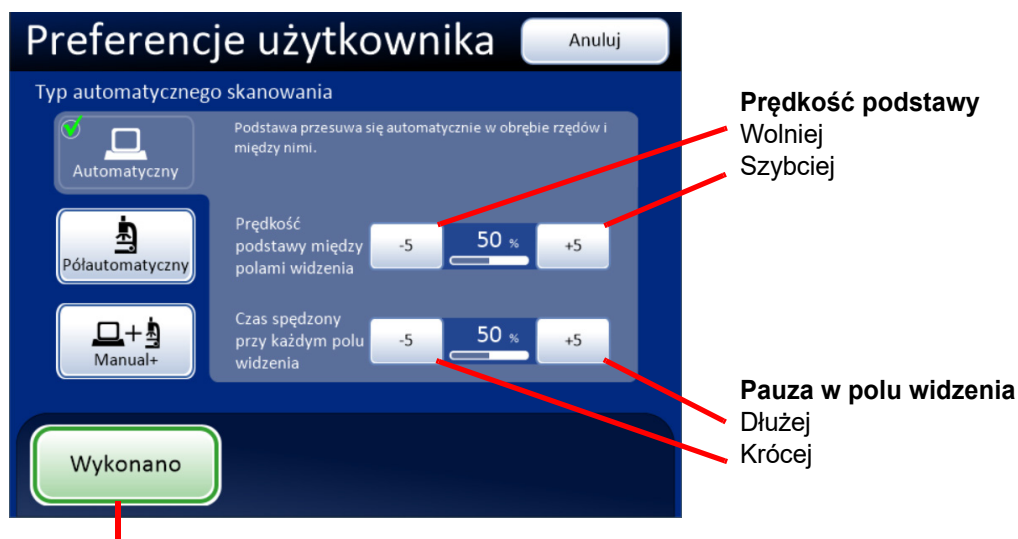 Preferencje użytkownika
Anuluj
Typ automatycznego skanowania
Automatyczny
Podstawa przesuwa się automatycznie w obrębie rzędów i
między nimi.
Półautomatyczny
Prędkość
podstawy między
polami widzenia
-5
50 %
+5
Manual+
Czas spędzony
przy każdym polu
widzenia
-5
50 %
+5
Wykonano
Prędkość podstawy
Wolniej
Szybciej
Pauza w polu widzenia
Dłużej
Krócej